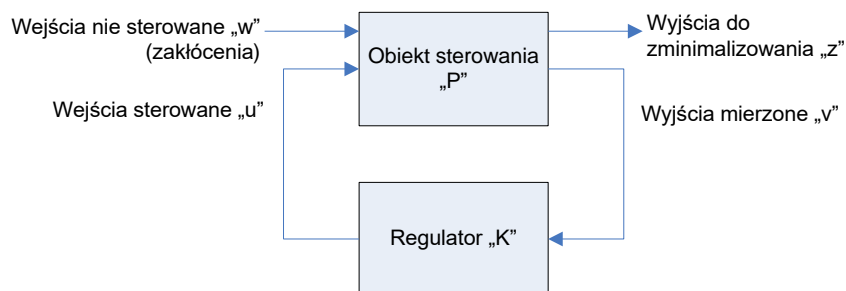 Wejścia nie sterowane „w”
(zakłócenia)
Obiekt sterowania
„P”
Wyjścia do
zminimalizowania „z”
Wejścia sterowane „u”
Wyjścia mierzone „v”
Regulator „K”